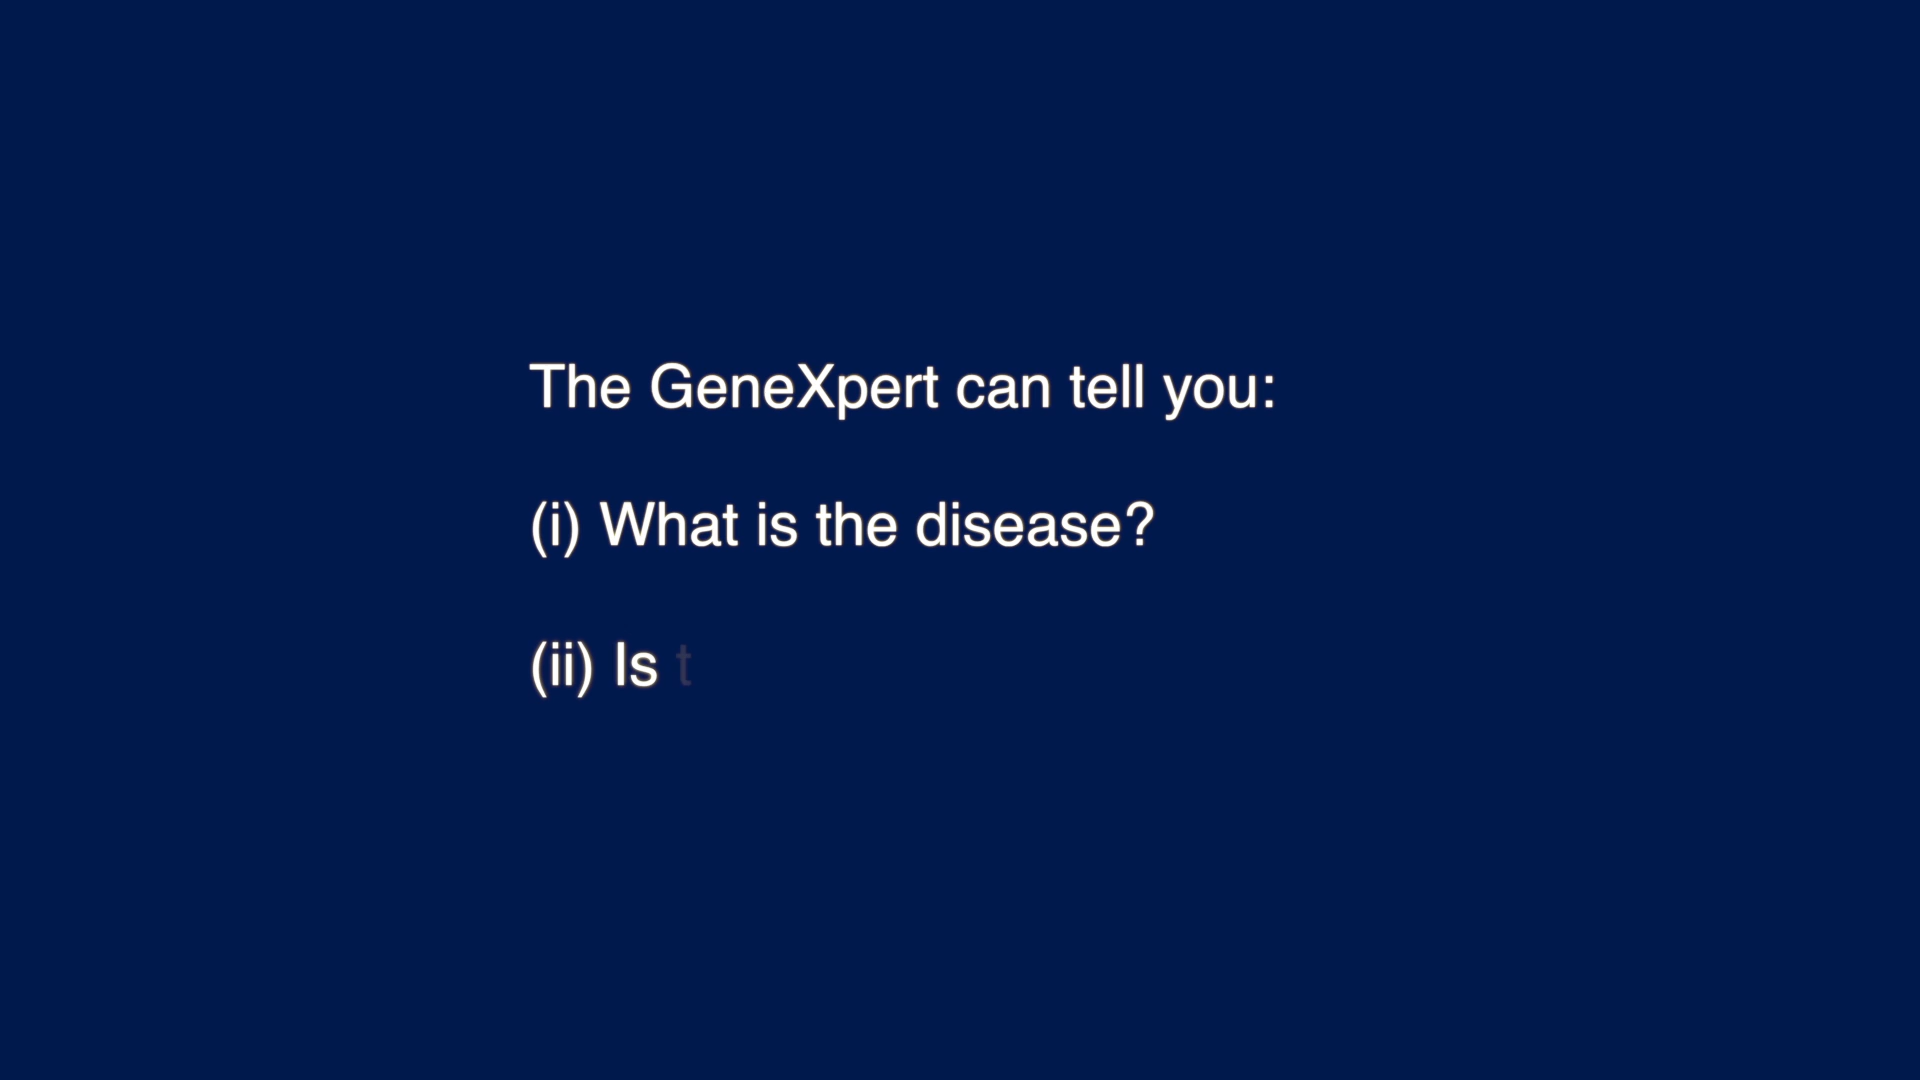 The GeneXpert can tell you:
(i) What is the disease?
(ii) Is t